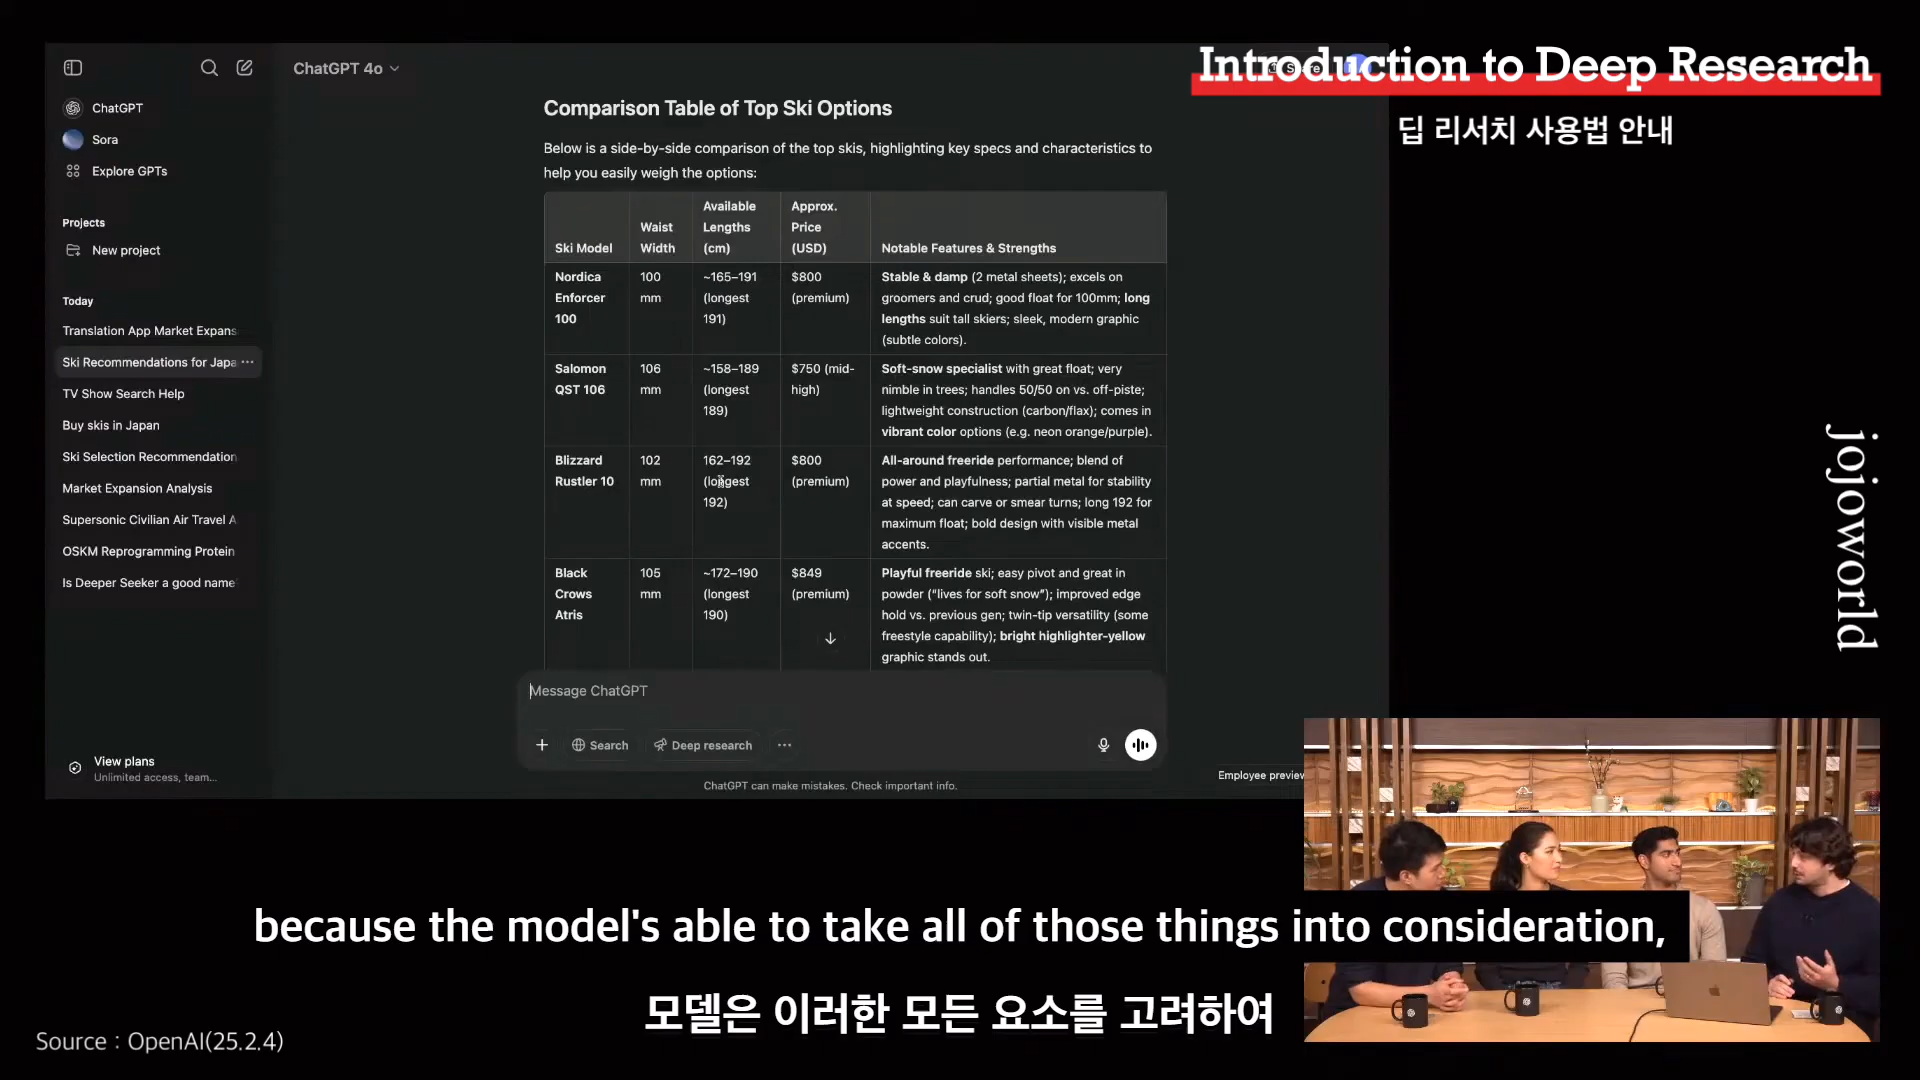 Introduction to Deep Research
딥 리서치 사용법 안내
ChatGPT 4o
Share
ChatGPT
Sora
Explore GPTs
Projects
New project
Today
Translation App Market Expans
Ski Recommendations for Japa ...
TV Show Search Help
Buy skis in Japan
Ski Selection Recommendation
Market Expansion Analysis
Supersonic Civilian Air Travel A
OSKM Reprogramming Protein
Is Deeper Seeker a good name
View plans
Unlimited access, team...
Comparison Table of Top Ski Options
Below is a side-by-side comparison of the top skis, highlighting key specs and characteristics to
help you easily weigh the options:
Ski Model
Waist
Width
Available
Lengths
(cm)
Approx.
Price
(USD)
Notable Features & Strengths
Nordica
Enforcer
100
100
mm
~165–191
(longest
191)
$800
(premium)
Stable & damp (2 metal sheets); excels on
groomers and crud; good float for 100mm; long
lengths suit tall skiers; sleek, modern graphic
(subtle colors).
Salomon
QST 106
106
mm
~158–189
(longest
189)
$750 (mid-
high)
Soft-snow specialist with great float; very
nimble in trees; handles 50/50 on vs. off-piste;
lightweight construction (carbon/flax); comes in
vibrant color options (e.g. neon orange/purple).
Blizzard
Rustler 10
102
mm
162–192
(longest
192)
$800
(premium)
All-around freeride performance; blend of
power and playfulness; partial metal for stability
at speed; can carve or smear turns; long 192 for
maximum float; bold design with visible metal
accents.
Black
Crows
Atris
105
mm
~172–190
(longest
190)
$849
(premium)
Playful freeride ski; easy pivot and great in
powder (“lives for soft snow”); improved edge
hold vs. previous gen; twin-tip versatility (some
freestyle capability); bright highlighter-yellow
graphic stands out.
Message ChatGPT
Search
Deep research
...
ChatGPT can make mistakes. Check important info.
Employee preview
jojoworld
because the model's able to take all of those things into consideration,
모델은 이러한 모든 요소를 고려하여
Source : OpenAI(25.2.4)